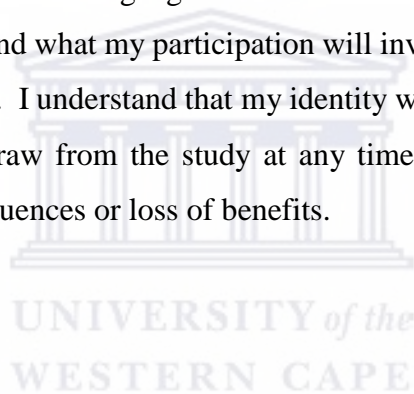 nd what my participation will inv
I understand that my identity w
raw from the study at any time
uences or loss of benefits.
UNIVERSITY of the
WESTERN CAPE